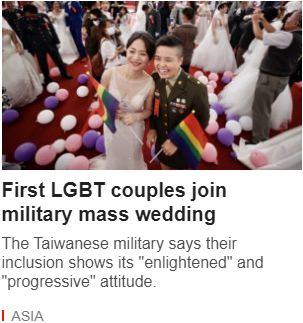 First LGBT couples join
military mass wedding
The Taiwanese military says their
inclusion shows its "enlightened" and
"progressive" attitude.
ASIA